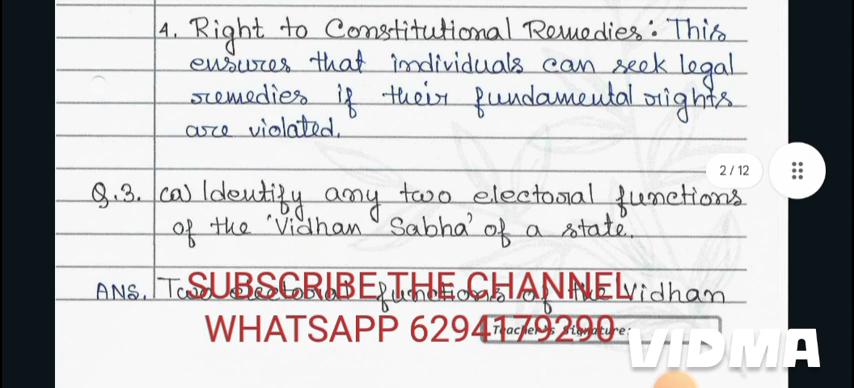 4. Right to Constitutional Remedies: This
ensures that individuals can seek legal
remedies if their fundamental rights
are violated.
2/12
Q.3. (a) Identify any two electoral functions
of the 'Vidhan Sabha' of a state.
ANS. Two electoral functions of the Vidhan
SUBSCRIBE THE CHANNEL
WHATSAPP 6294179290
Teacher's Signature:
VIDMA